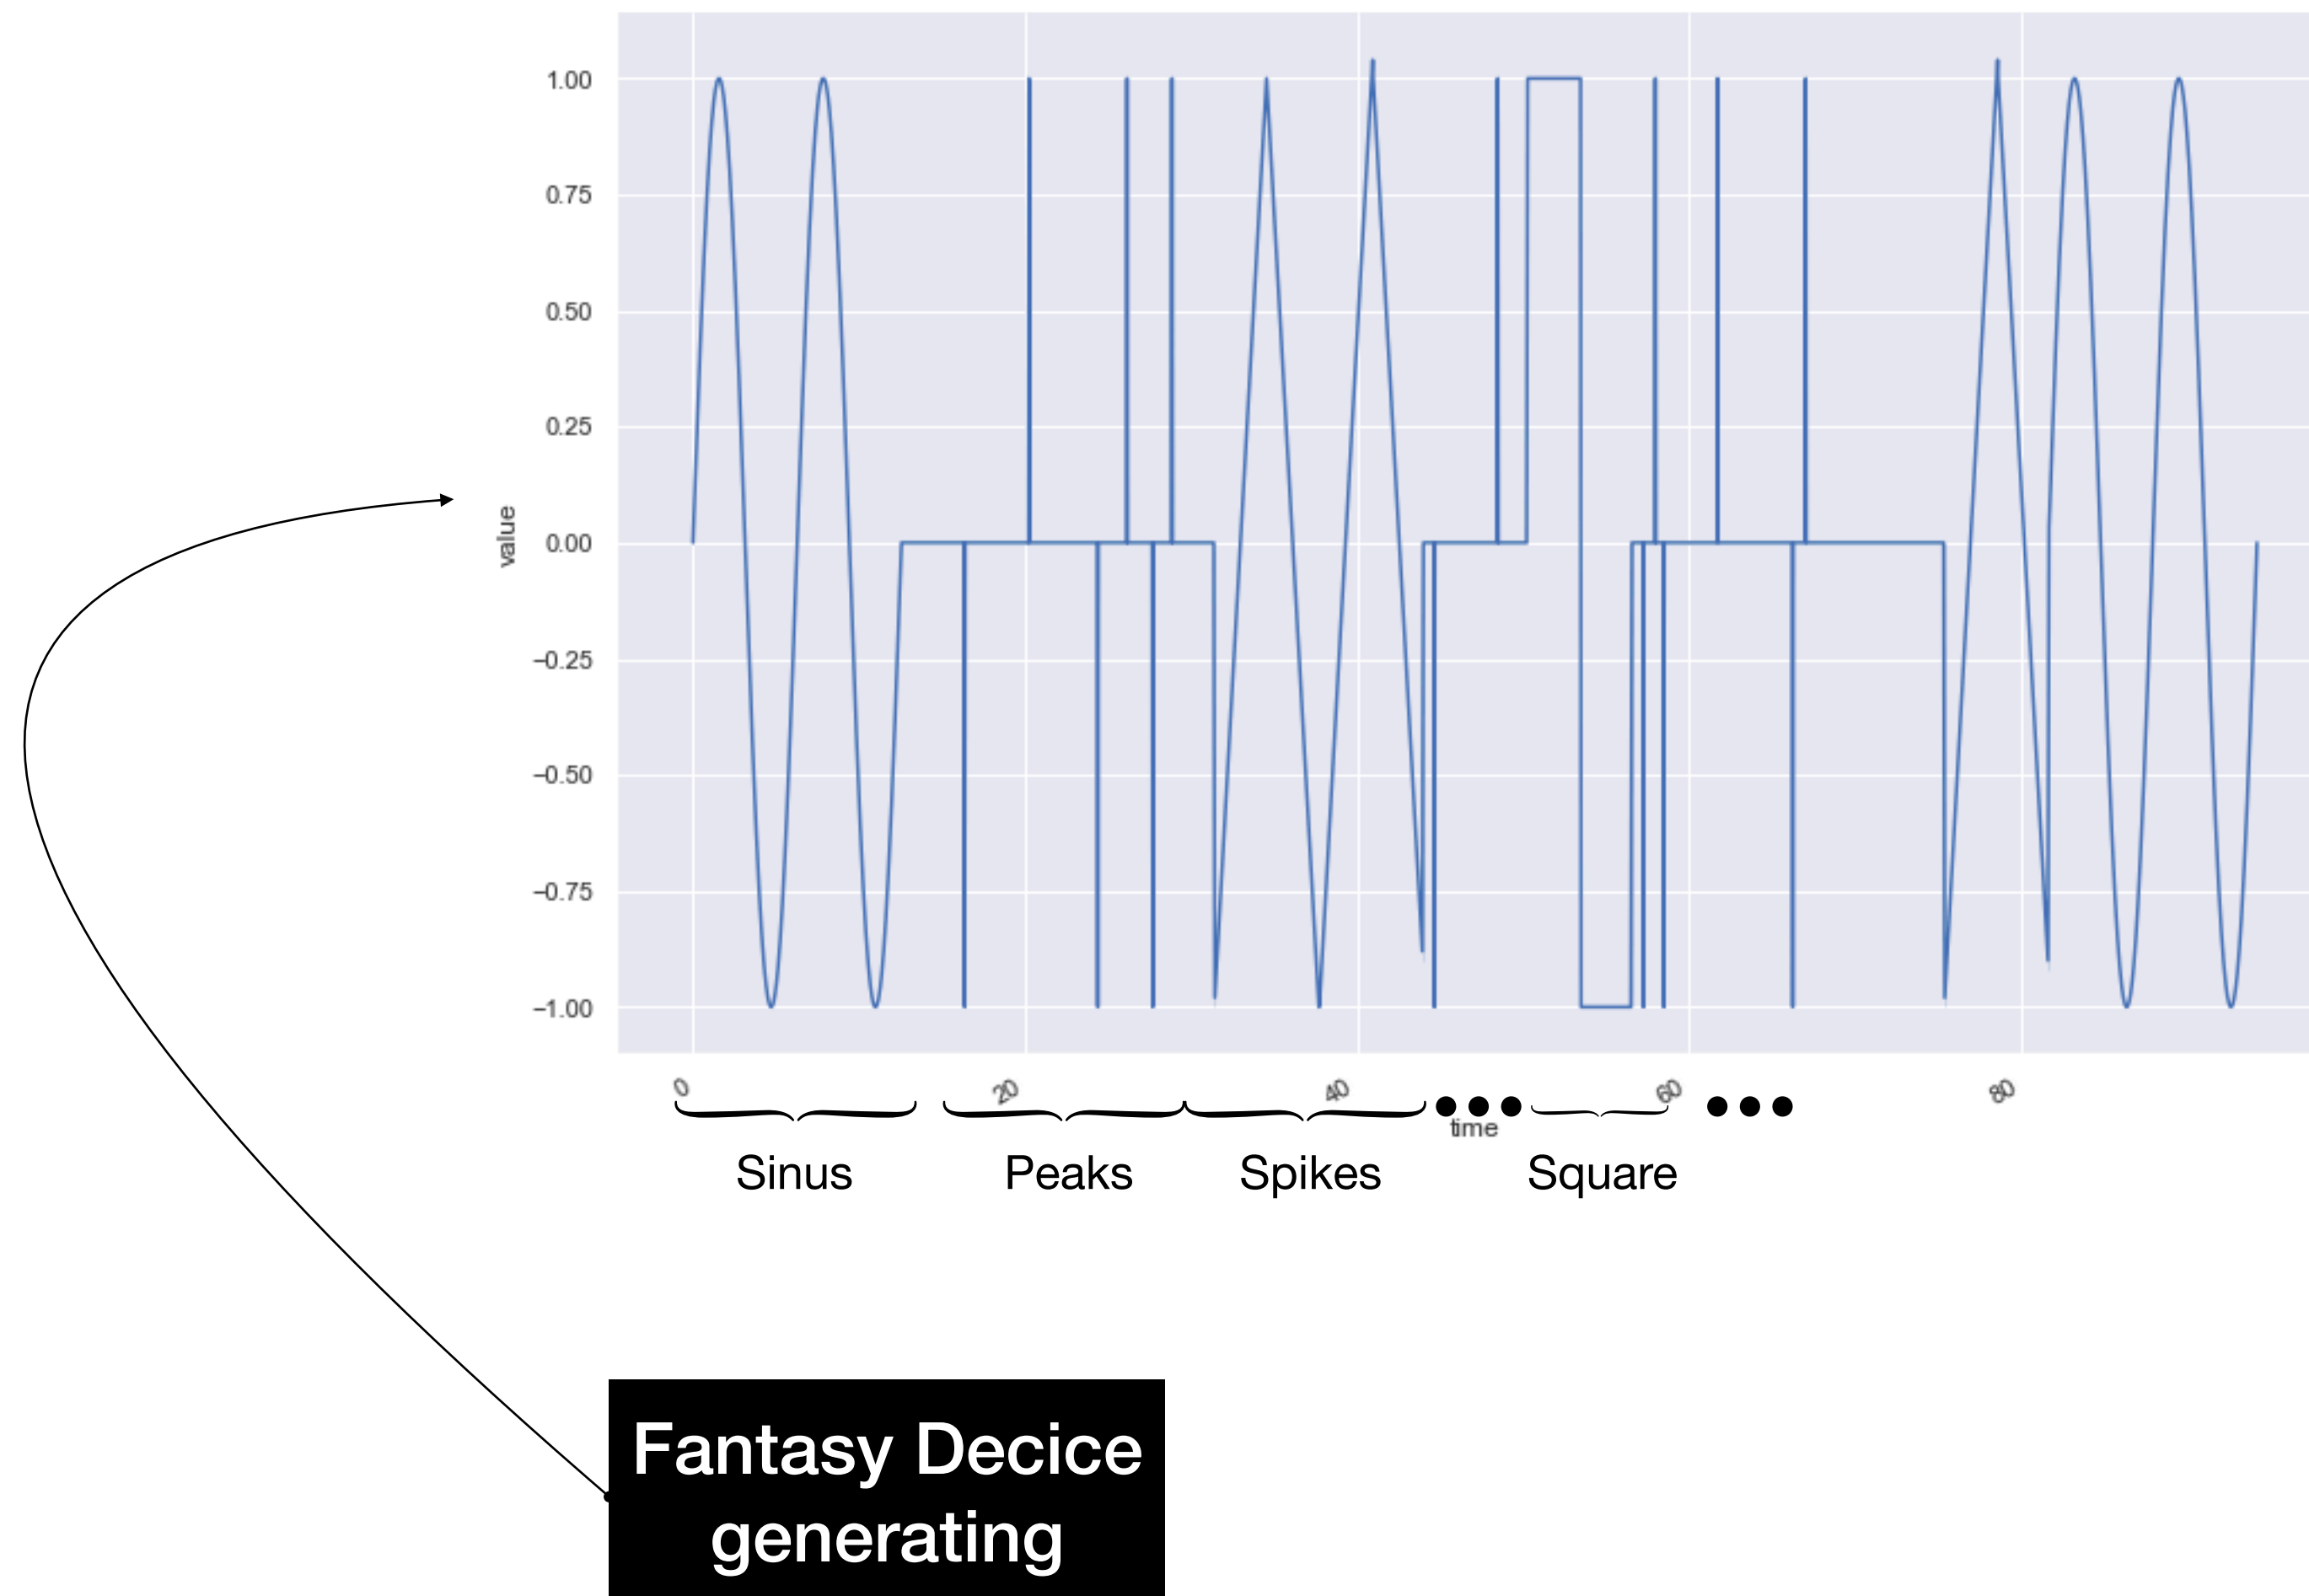 1.00
0.75
0.50
0.25
0.00
−0.25
−0.50
−0.75
−1.00
value
0 20 40 60 80
time
Sinus Peaks Spikes Square
Fantasy Decice
generating